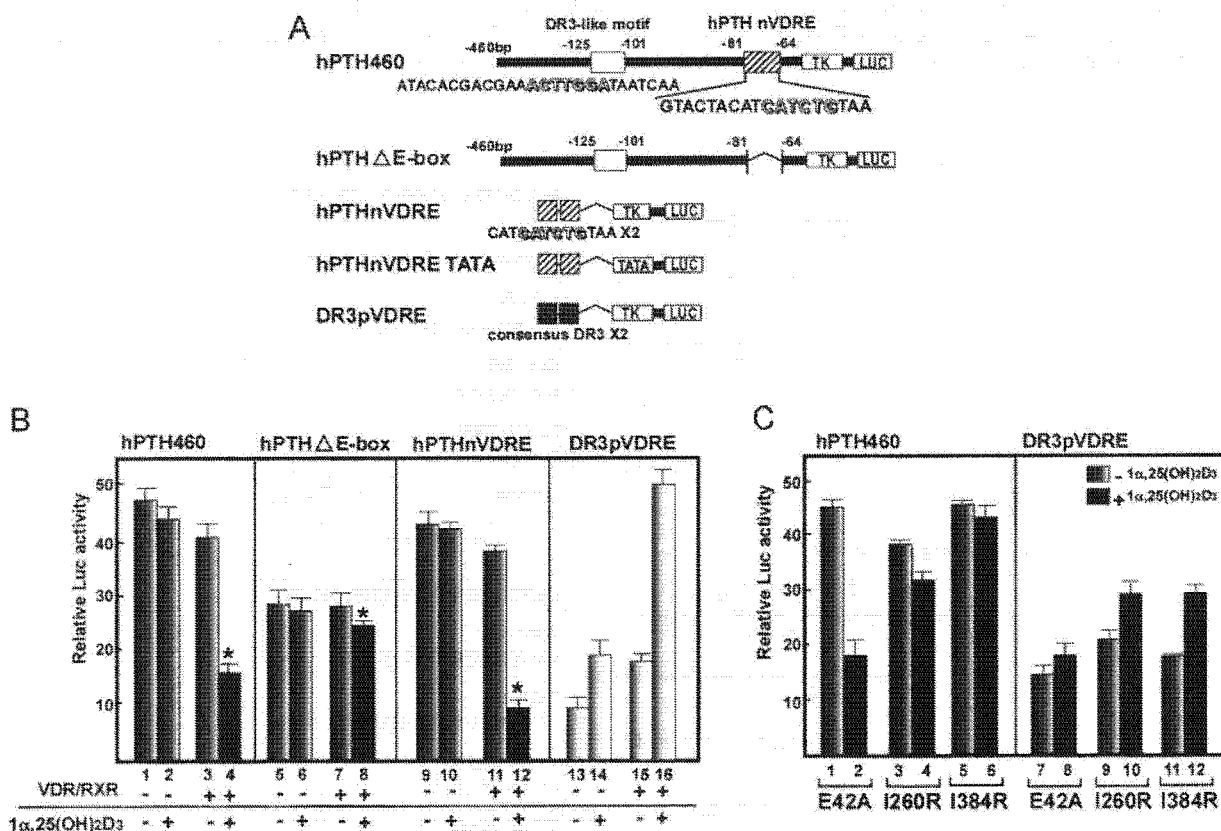 A
DR3-like motif
hPTH nVDRE
-460bp -125 -101 -81 -64
hPTH460
TK LUC
ATACACGACGAAACTTGGATAATCAA
GTACTACATCATCTGTAA
hPTH△E-box
-460bp -125 -101 -81 -64
TK LUC
hPTHnVDRE
TK LUC
CATCATCTGTAA X2
hPTHnVDRE TATA
TATA LUC
DR3pVDRE
TK LUC
consensus DR3 X2
B
hPTH460 hPTH△E-box hPTHnVDRE DR3pVDRE
Relative Luc activity
50
40
30
20
10
* * *
1 2 3 4 5 6 7 8 9 10 11 12 13 14 15 16
VDR/RXR - - + + - - + + - - + + - - + +
1α,25(OH)₂D₃ - + - + - + - + - + - + - + - +
C
hPTH460 DR3pVDRE
- 1α,25(OH)₂D₃
+ 1α,25(OH)₂D₃
Relative Luc activity
50
40
30
20
10
1 2 3 4 5 6 7 8 9 10 11 12
E42A I260R I384R E42A I260R I384R